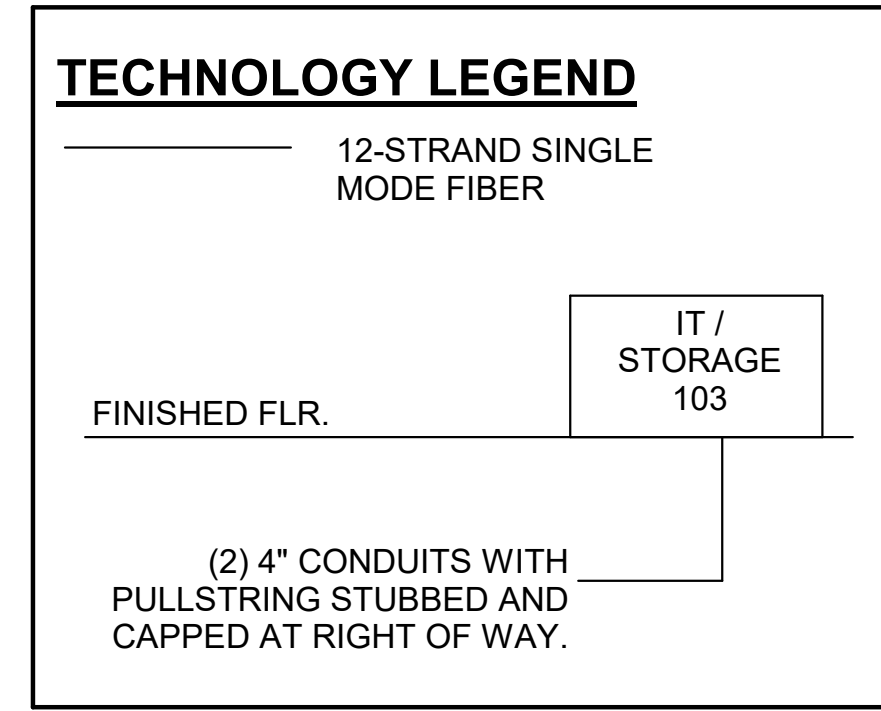 TECHNOLOGY LEGEND
12-STRAND SINGLE
MODE FIBER
IT /
STORAGE
103
FINISHED FLR.
(2) 4" CONDUITS WITH
PULLSTRING STUBBED AND
CAPPED AT RIGHT OF WAY.